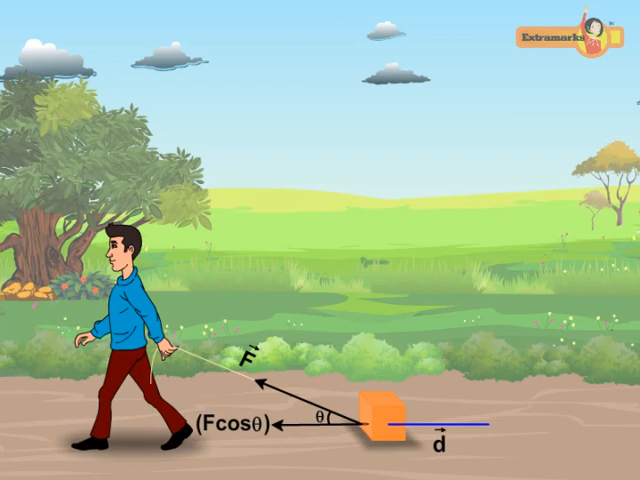 Extramarks
F⃗
θ
(Fcosθ)
d⃗